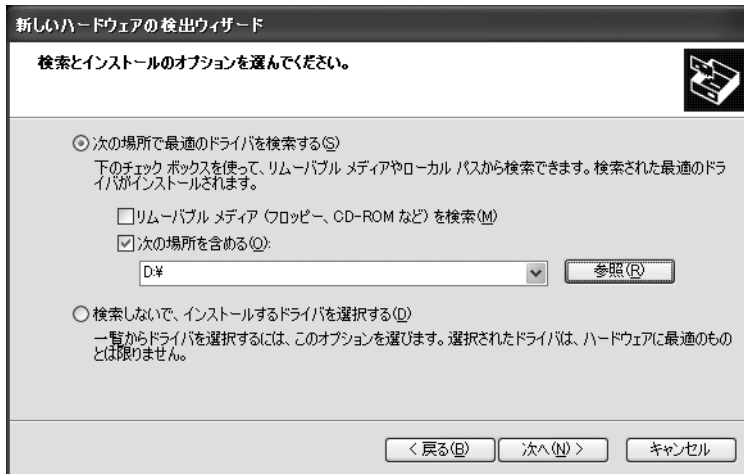 新しいハードウェアの検出ウィザード
検索とインストールのオプションを選んでください。
次の場所で最適のドライバを検索する(S)
下のチェック ボックスを使って、リムーバブル メディアやローカル パスから検索できます。検索された最適のドラ
イバがインストールされます。
リムーバブル メディア (フロッピー、CD-ROM など) を検索(M)
次の場所を含める(O):
D:¥
参照(R)
検索しないで、インストールするドライバを選択する(D)
一覧からドライバを選択するには、このオプションを選びます。選択されたドライバは、ハードウェアに最適のもの
とは限りません。
< 戻る(B)
次へ(N) >
キャンセル